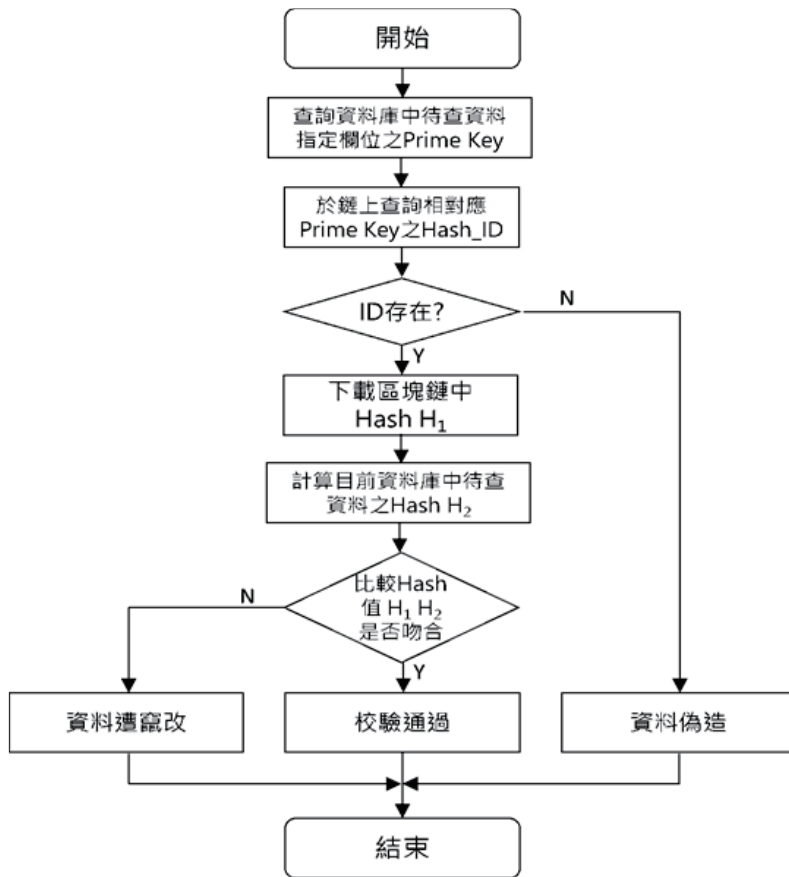 開始
查詢資料庫中待查資料
指定欄位之Prime Key
於鏈上查詢相對應
Prime Key之Hash_ID
ID存在?
N
Y
下載區塊鏈中
Hash H₁
計算目前資料庫中待查
資料之Hash H₂
比較Hash
值 H₁ H₂
是否吻合
N
Y
資料遭竄改
校驗通過
資料偽造
結束